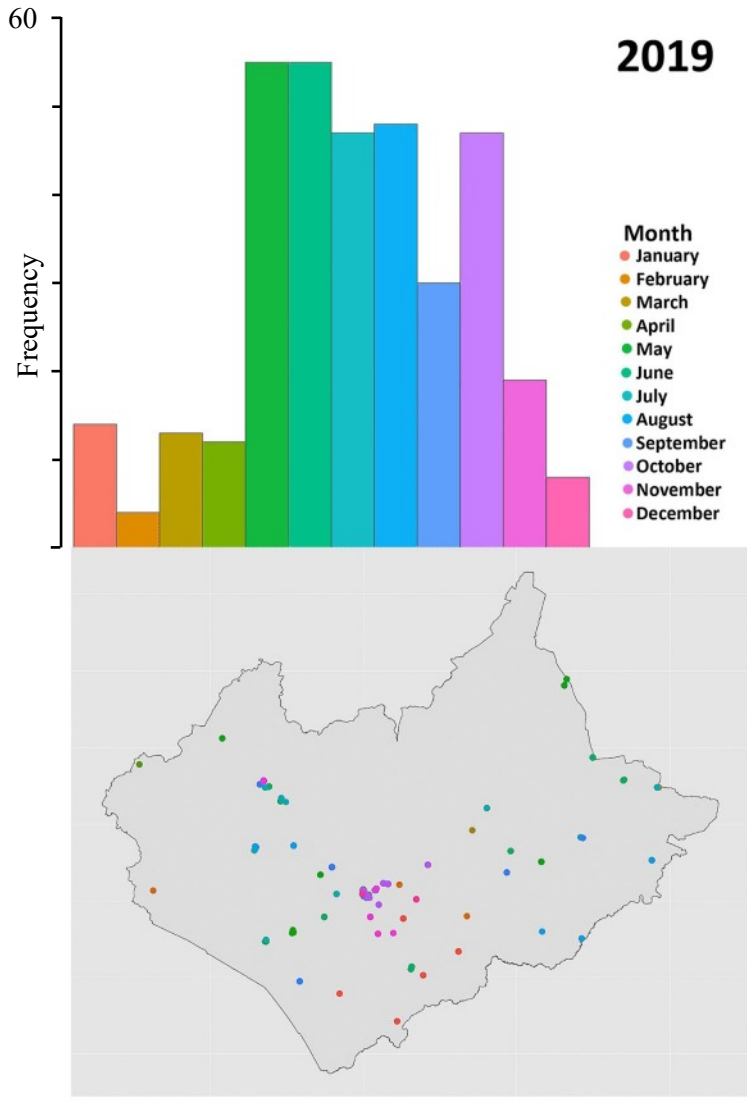 60
2019
Frequency
Month
January
February
March
April
May
June
July
August
September
October
November
December